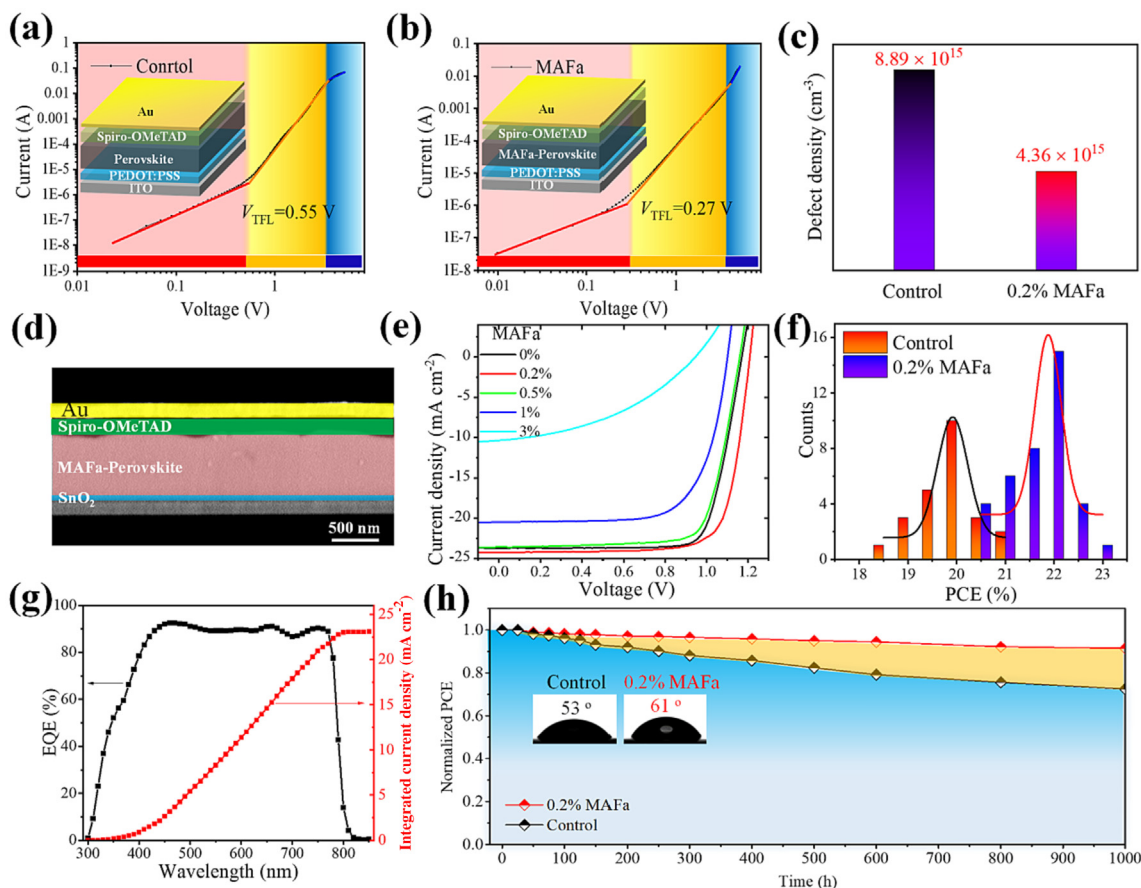 (a)
1
0.1
0.01
0.001
1E-4
1E-5
1E-6
1E-7
1E-8
1E-9
Current (A)
Conrtol
Au
Spiro-OMeTAD
Perovskite
PEDOT:PSS
ITO
V_TFL=0.55 V
0.01
0.1
1
Voltage (V)
(b)
0.1
0.01
0.001
1E-4
1E-5
1E-6
1E-7
1E-8
Current (A)
MAFa
Au
Spiro-OMeTAD
MAFa-Perovskite
PEDOT:PSS
ITO
V_TFL=0.27 V
0.01
0.1
1
Voltage (V)
(c)
Defect density (cm⁻³)
8.89 × 10¹⁵
4.36 × 10¹⁵
Control
0.2% MAFa
(d)
Au
Spiro-OMeTAD
MAFa-Perovskite
SnO₂
500 nm
(e)
MAFa
0%
0.2%
0.5%
1%
3%
0
-5
-10
-15
-20
-25
Current density (mA cm⁻²)
0.0
0.2
0.4
0.6
0.8
1.0
1.2
Voltage (V)
(f)
Control
0.2% MAFa
16
12
8
4
0
Counts
18
19
20
21
22
23
PCE (%)
(g)
100
80
60
40
20
0
EQE (%)
300
400
500
600
700
800
Wavelength (nm)
25
20
15
10
5
0
Integrated current density (mA cm⁻²)
(h)
1.0
0.8
0.6
0.4
0.2
0.0
Normalized PCE
Control
53 °
0.2% MAFa
61 °
0.2% MAFa
Control
0
100
200
300
400
500
600
700
800
900
1000
Time (h)